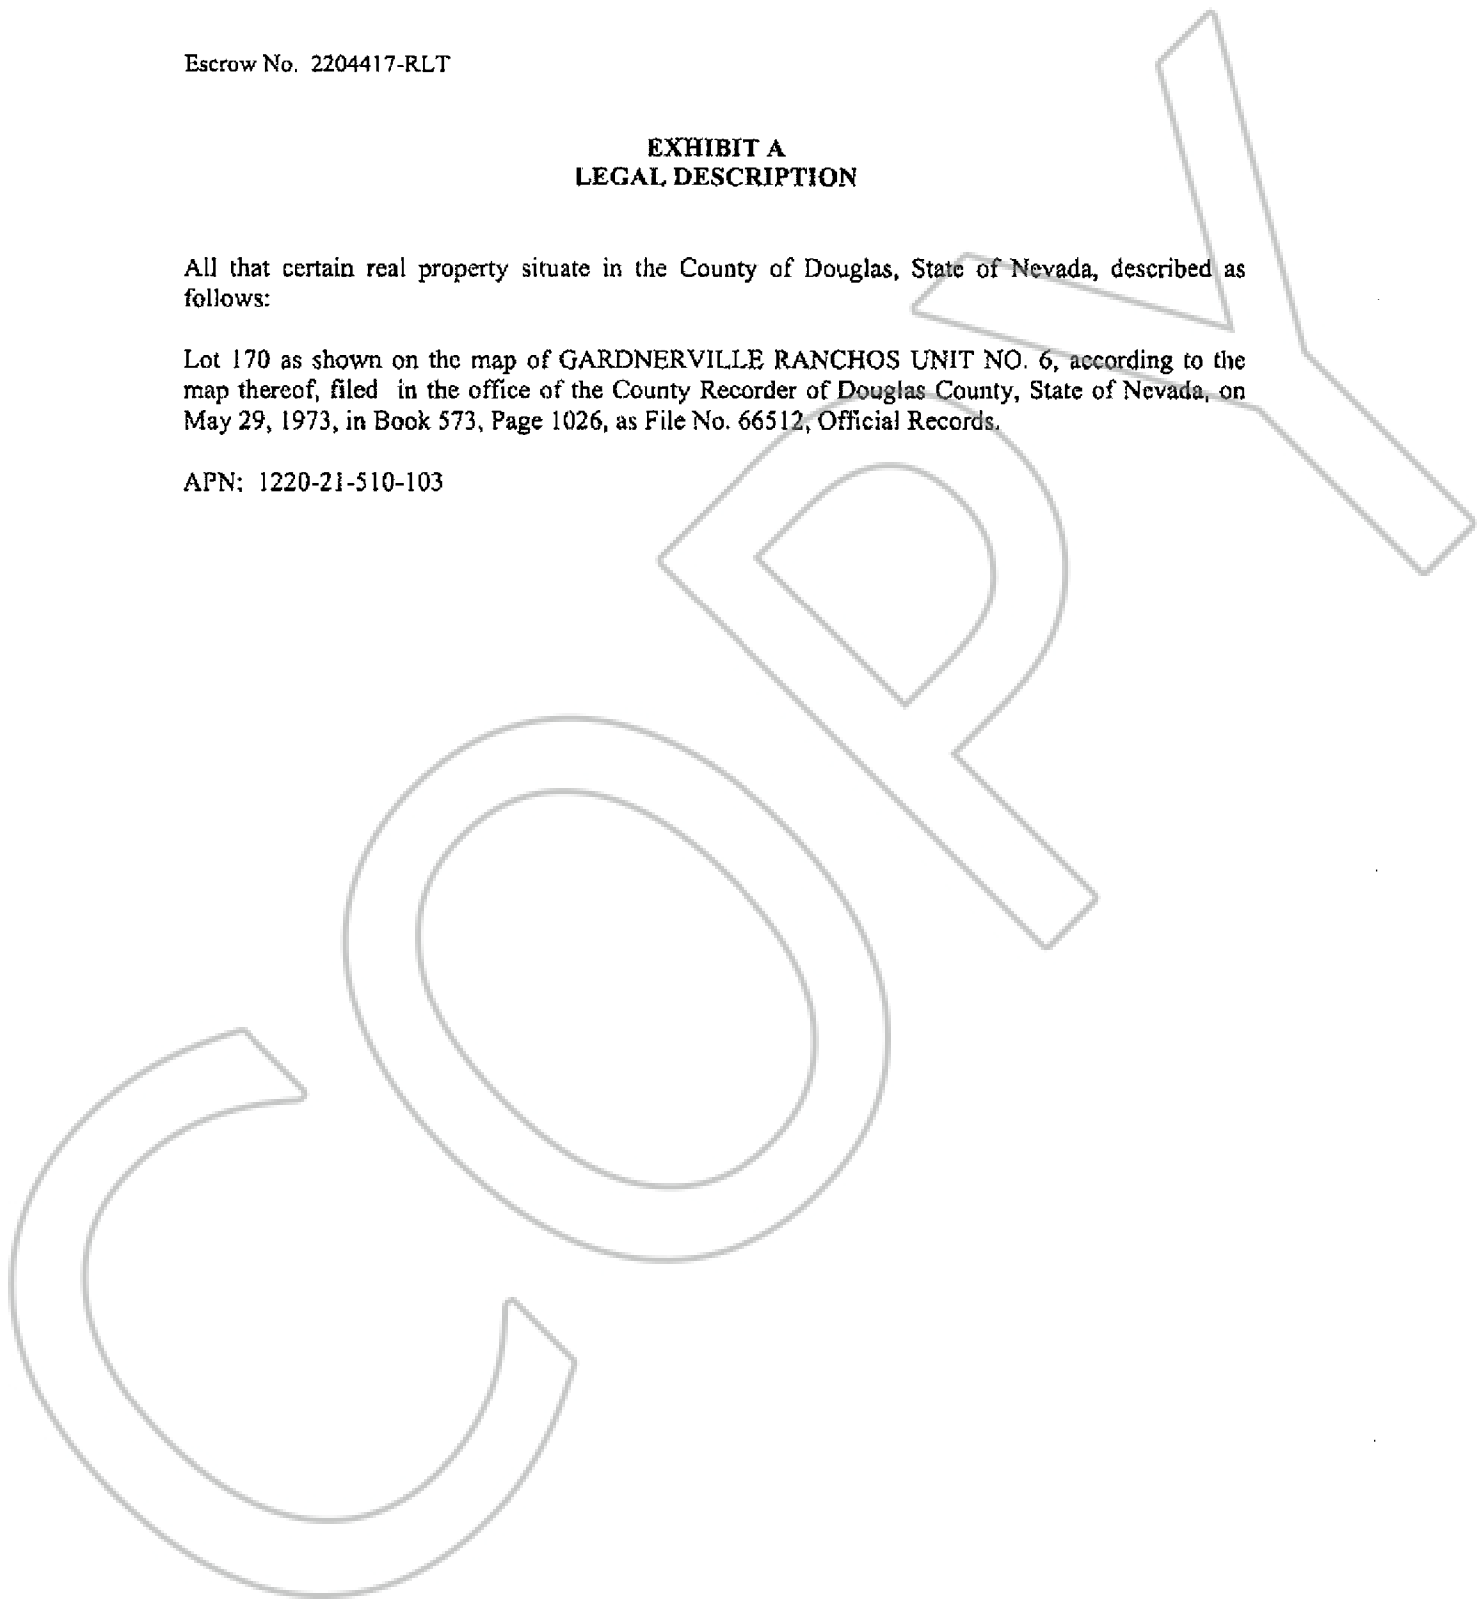 Escrow No. 2204417-RLT
EXHIBIT A
LEGAL DESCRIPTION
All that certain real property situate in the County of Douglas, State of Nevada, described as
follows:
Lot 170 as shown on the map of GARDNERVILLE RANCHOS UNIT NO. 6, according to the
map thereof, filed in the office of the County Recorder of Douglas County, State of Nevada, on
May 29, 1973, in Book 573, Page 1026, as File No. 66512, Official Records.
APN: 1220-21-510-103
COPY